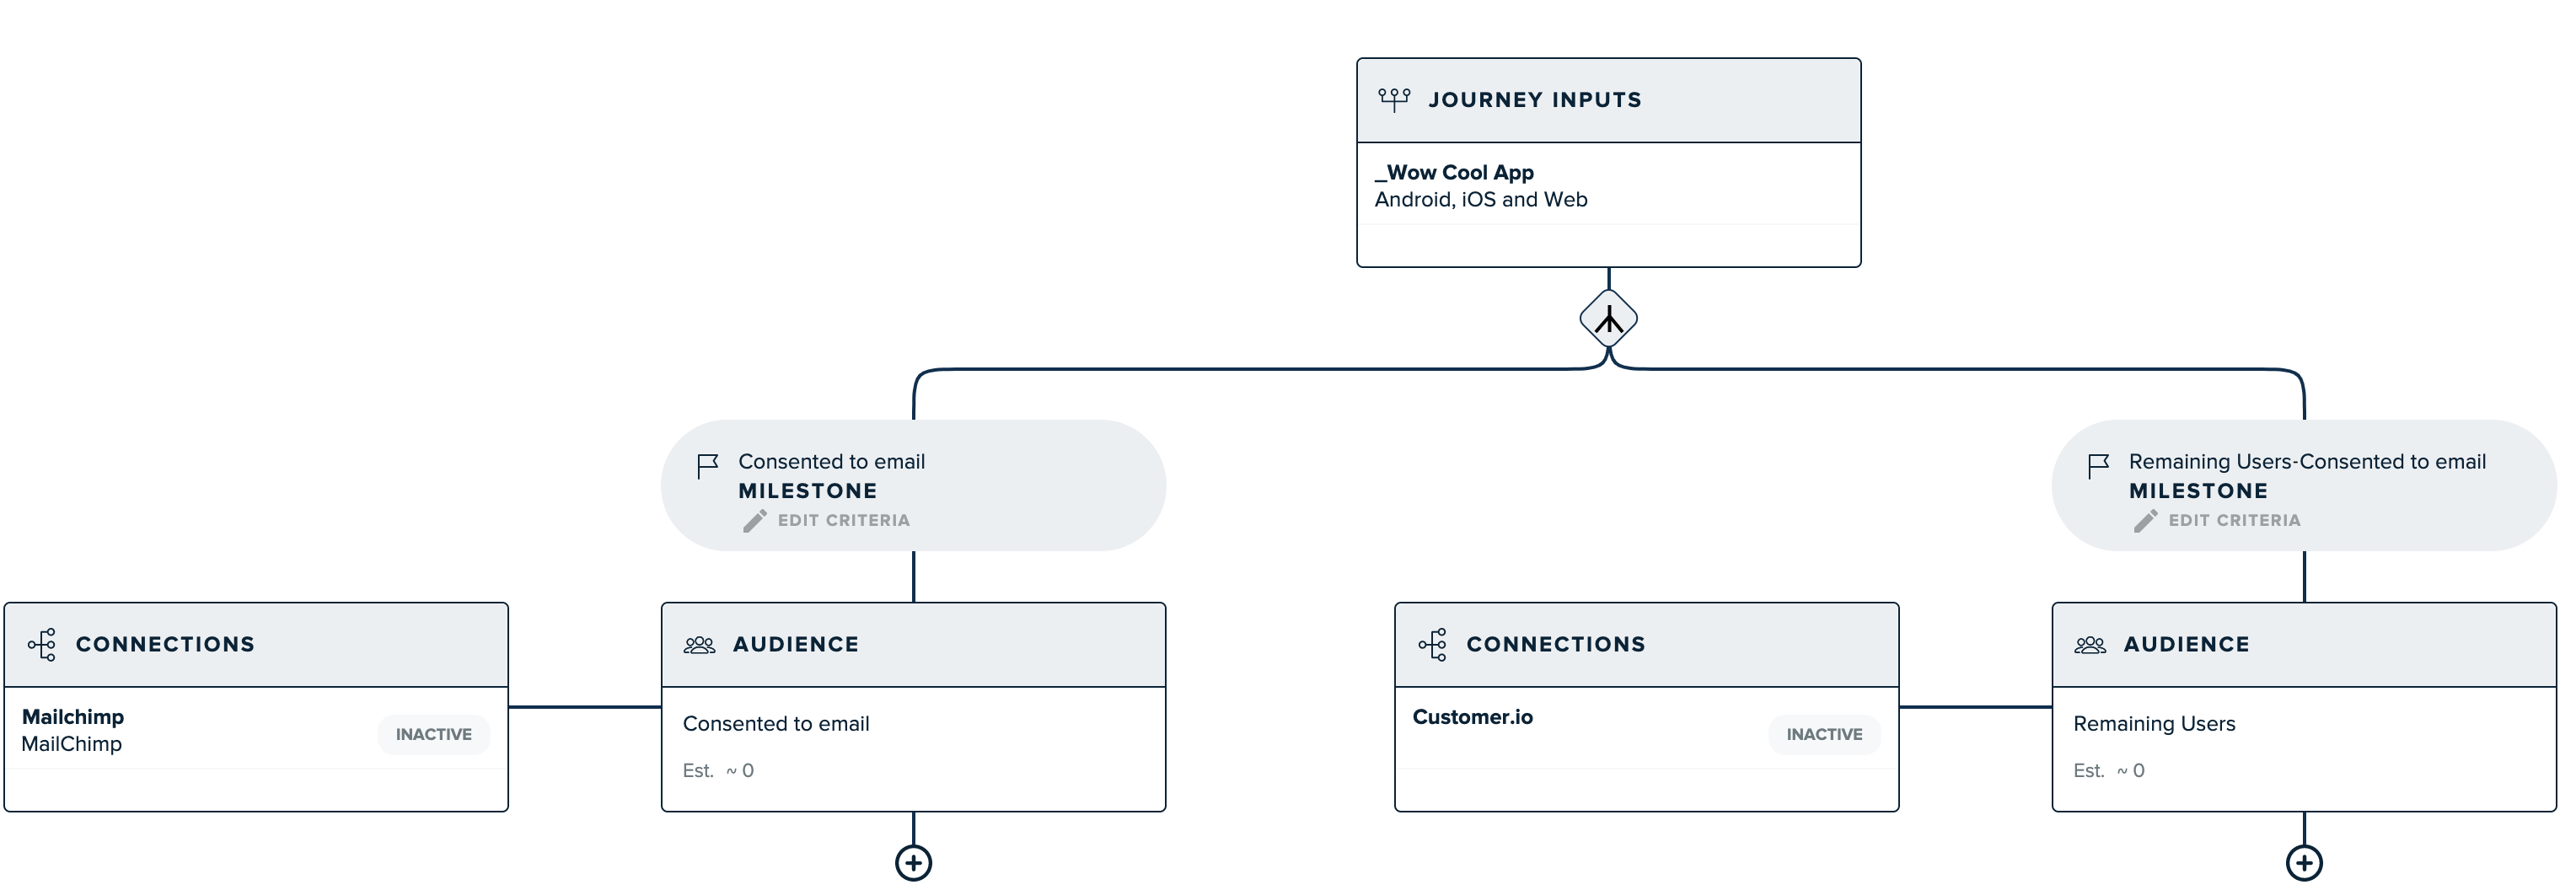 JOURNEY INPUTS
_Wow Cool App
Android, iOS and Web
Consented to email
MILESTONE
EDIT CRITERIA
Remaining Users-Consented to email
MILESTONE
EDIT CRITERIA
CONNECTIONS
Mailchimp
MailChimp
INACTIVE
AUDIENCE
Consented to email
Est. ~ 0
CONNECTIONS
Customer.io
INACTIVE
AUDIENCE
Remaining Users
Est. ~ 0